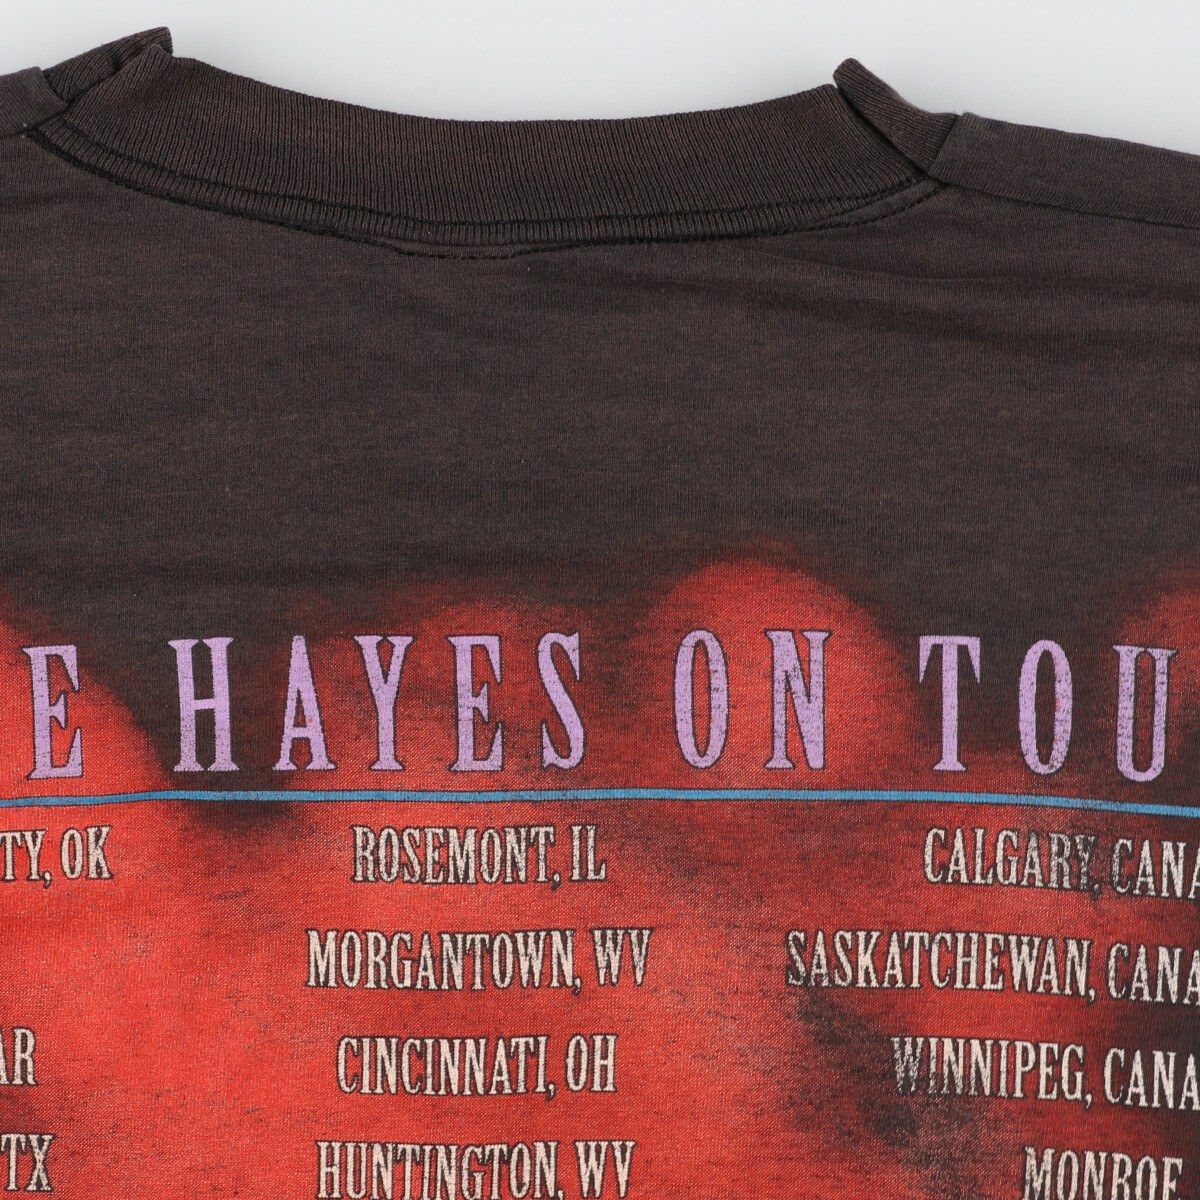 E HAYES ON TOU
TY, OK ROSEMONT, IL CALGARY, CANA
MORGANTOWN, WV SASKATCHEWAN, CANA
AR CINCINNATI, OH WINNIPEG, CANA
TX HUNTINGTON, WV MONROE